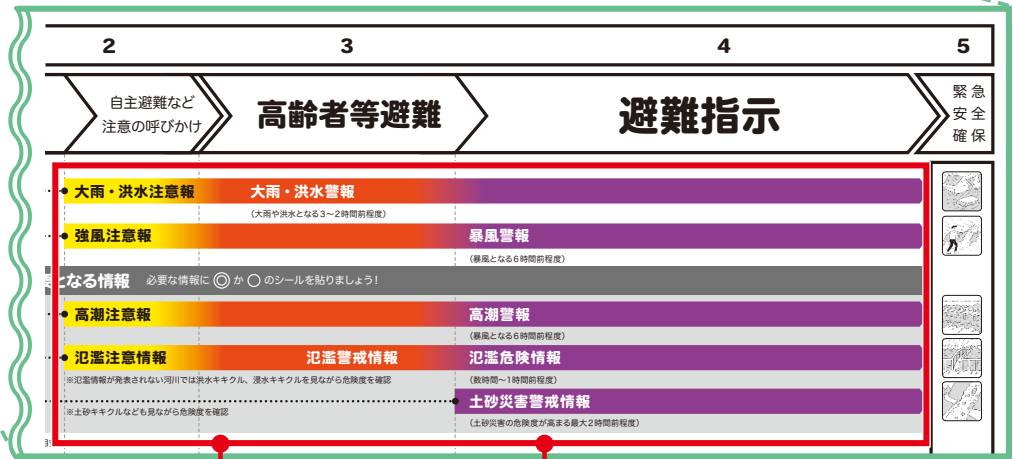 2 3 4 5
自主避難など
注意の呼びかけ
高齢者等避難
避難指示
緊急
安全
確保
大雨・洪水注意報 大雨・洪水警報
(大雨や洪水となる3〜2時間前程度)
強風注意報 暴風警報
(暴風となる6時間前程度)
となる情報 必要な情報に◎か○のシールを貼りましょう!
高潮注意報 高潮警報
(暴風となる6時間前程度)
氾濫注意情報 氾濫警戒情報 氾濫危険情報
※氾濫情報が発表されない河川では洪水キキクル、浸水キキクルを見ながら危険度を確認 (数時間〜1時間前程度)
土砂災害警戒情報
※土砂キキクルなども見ながら危険度を確認
(土砂災害の危険度が高まる最大2時間前程度)